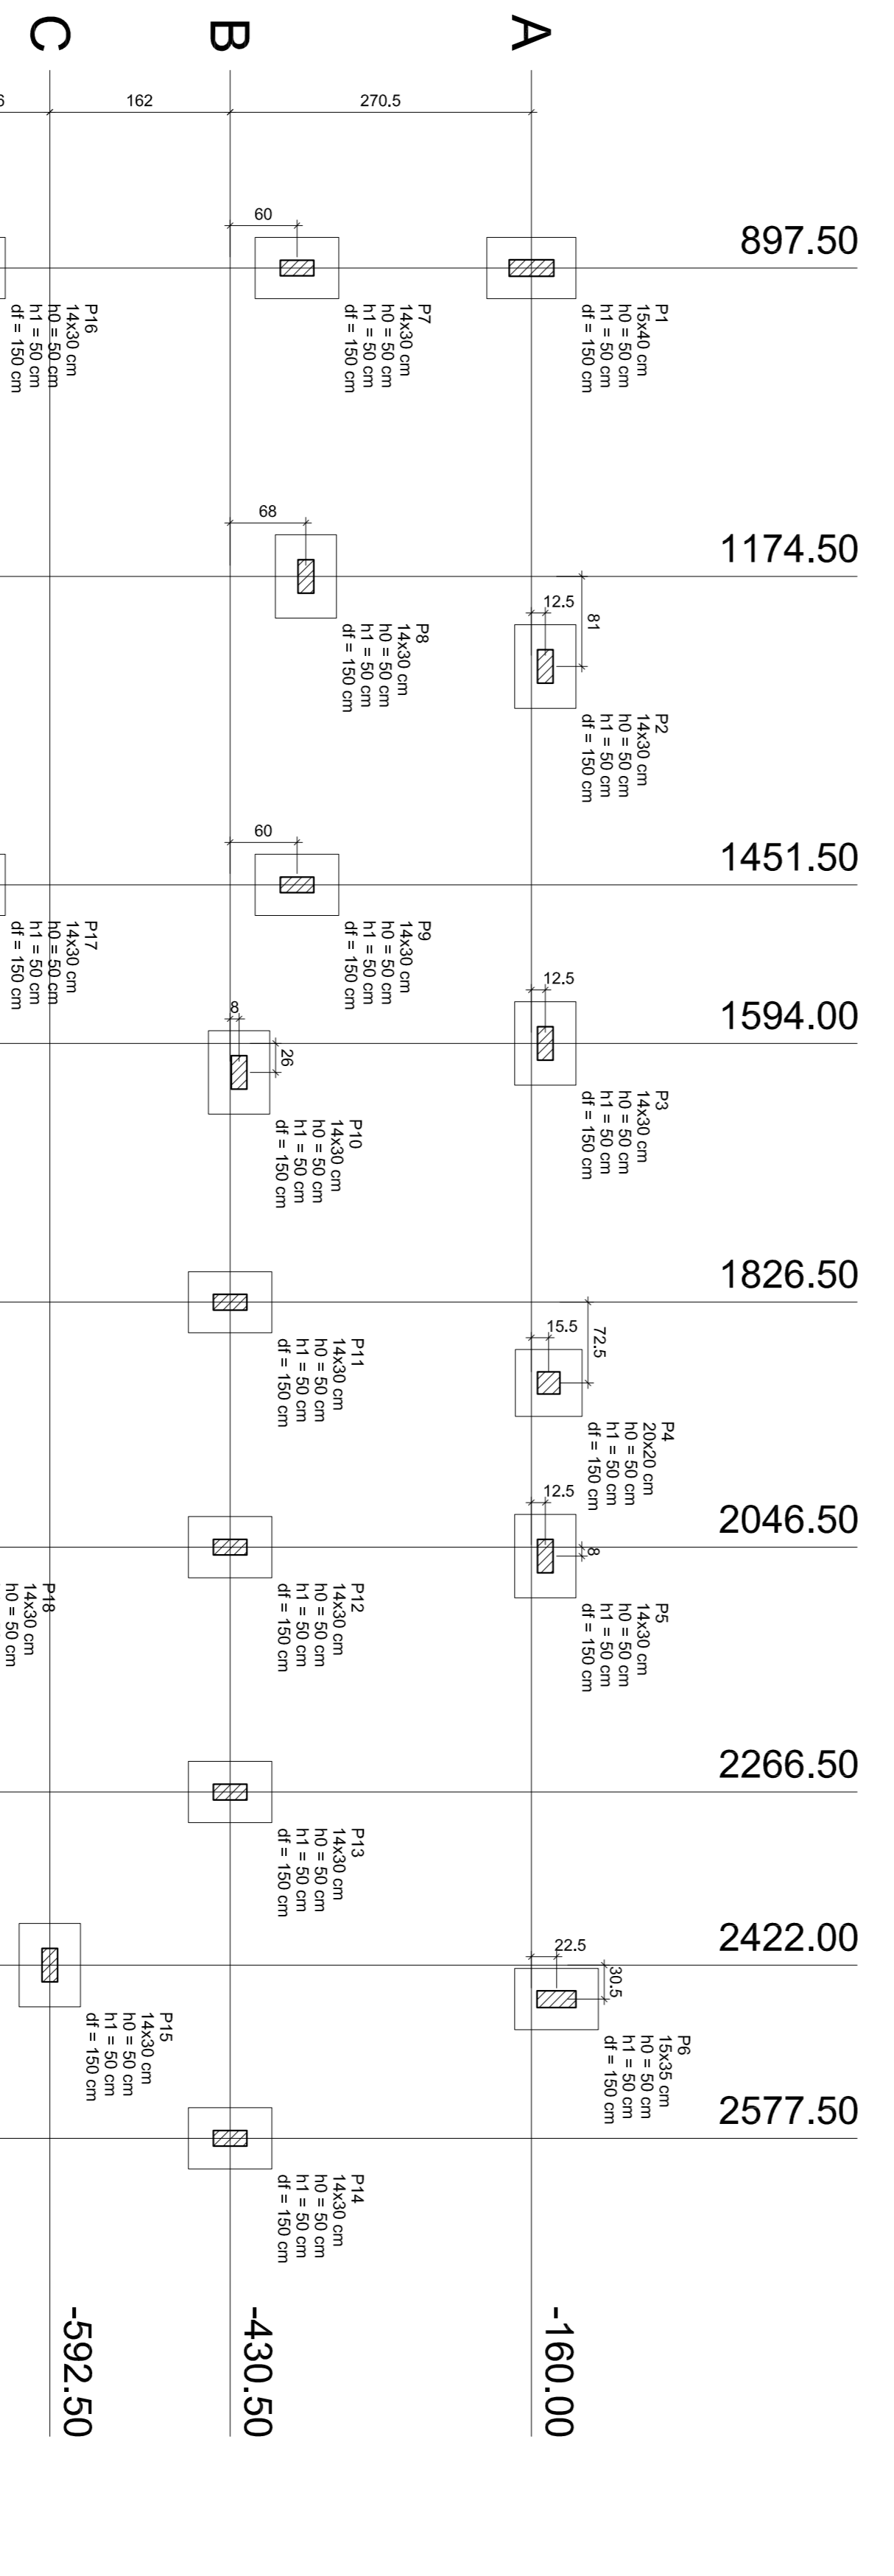 C
B
A
6
162
270.5
897.50
60
P1
15x40 cm
h0 = 50 cm
h1 = 50 cm
df = 150 cm
P7
14x30 cm
h0 = 50 cm
h1 = 50 cm
df = 150 cm
P16
14x30 cm
h0 = 50 cm
h1 = 50 cm
df = 150 cm
1174.50
68
12.5
81
P8
14x30 cm
h0 = 50 cm
h1 = 50 cm
df = 150 cm
P2
14x30 cm
h0 = 50 cm
h1 = 50 cm
df = 150 cm
1451.50
60
P9
14x30 cm
h0 = 50 cm
h1 = 50 cm
df = 150 cm
P17
14x30 cm
h0 = 50 cm
h1 = 50 cm
df = 150 cm
1594.00
12.5
8
26
P3
14x30 cm
h0 = 50 cm
h1 = 50 cm
df = 150 cm
P10
14x30 cm
h0 = 50 cm
h1 = 50 cm
df = 150 cm
1826.50
15.5
72.5
P11
14x30 cm
h0 = 50 cm
h1 = 50 cm
df = 150 cm
P4
20x20 cm
h0 = 50 cm
h1 = 50 cm
df = 150 cm
2046.50
12.5
8
P12
14x30 cm
h0 = 50 cm
h1 = 50 cm
df = 150 cm
P18
14x30 cm
h0 = 50 cm
P5
14x30 cm
h0 = 50 cm
h1 = 50 cm
df = 150 cm
2266.50
P13
14x30 cm
h0 = 50 cm
h1 = 50 cm
df = 150 cm
2422.00
22.5
30.5
P15
14x30 cm
h0 = 50 cm
h1 = 50 cm
df = 150 cm
P6
15x35 cm
h0 = 50 cm
h1 = 50 cm
df = 150 cm
2577.50
P14
14x30 cm
h0 = 50 cm
h1 = 50 cm
df = 150 cm
-592.50
-430.50
-160.00